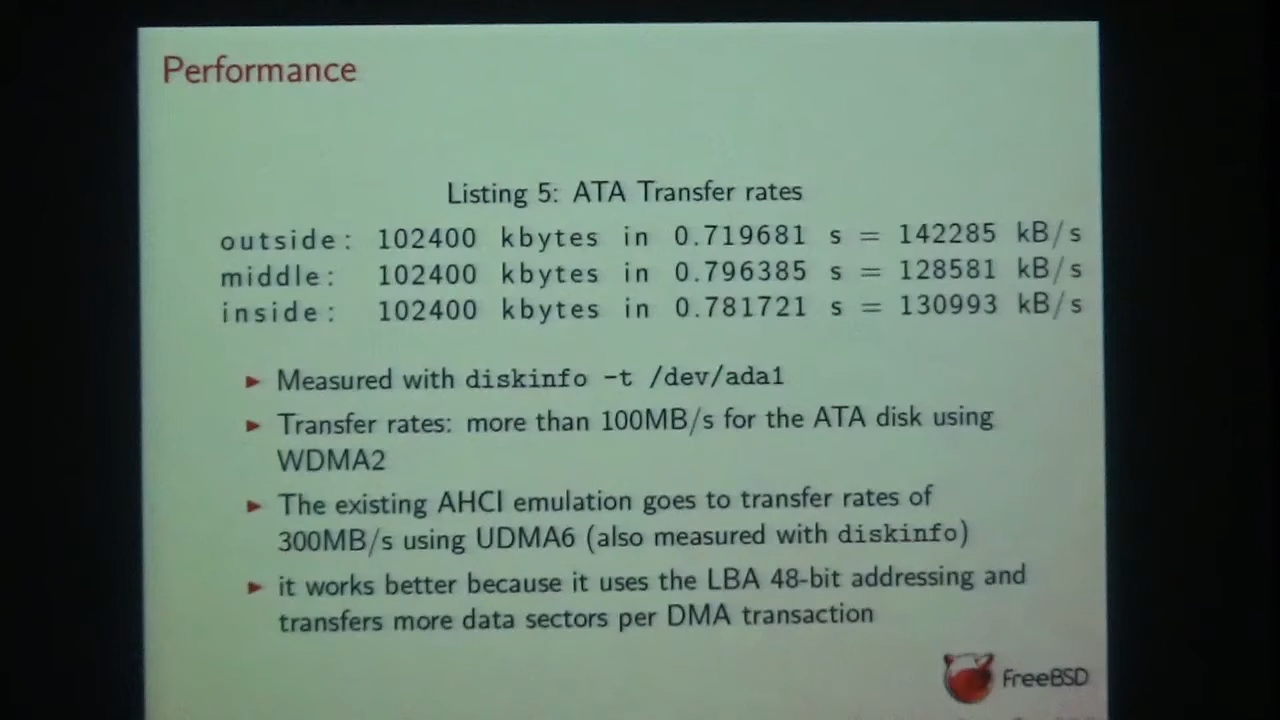 Performance
Listing 5: ATA Transfer rates
outside: 102400 kbytes in 0.719681 s = 142285 kB/s
middle: 102400 kbytes in 0.796385 s = 128581 kB/s
inside: 102400 kbytes in 0.781721 s = 130993 kB/s
► Measured with diskinfo -t /dev/ada1
► Transfer rates: more than 100MB/s for the ATA disk using
WDMA2
► The existing AHCI emulation goes to transfer rates of
300MB/s using UDMA6 (also measured with diskinfo)
► it works better because it uses the LBA 48-bit addressing and
transfers more data sectors per DMA transaction
FreeBSD